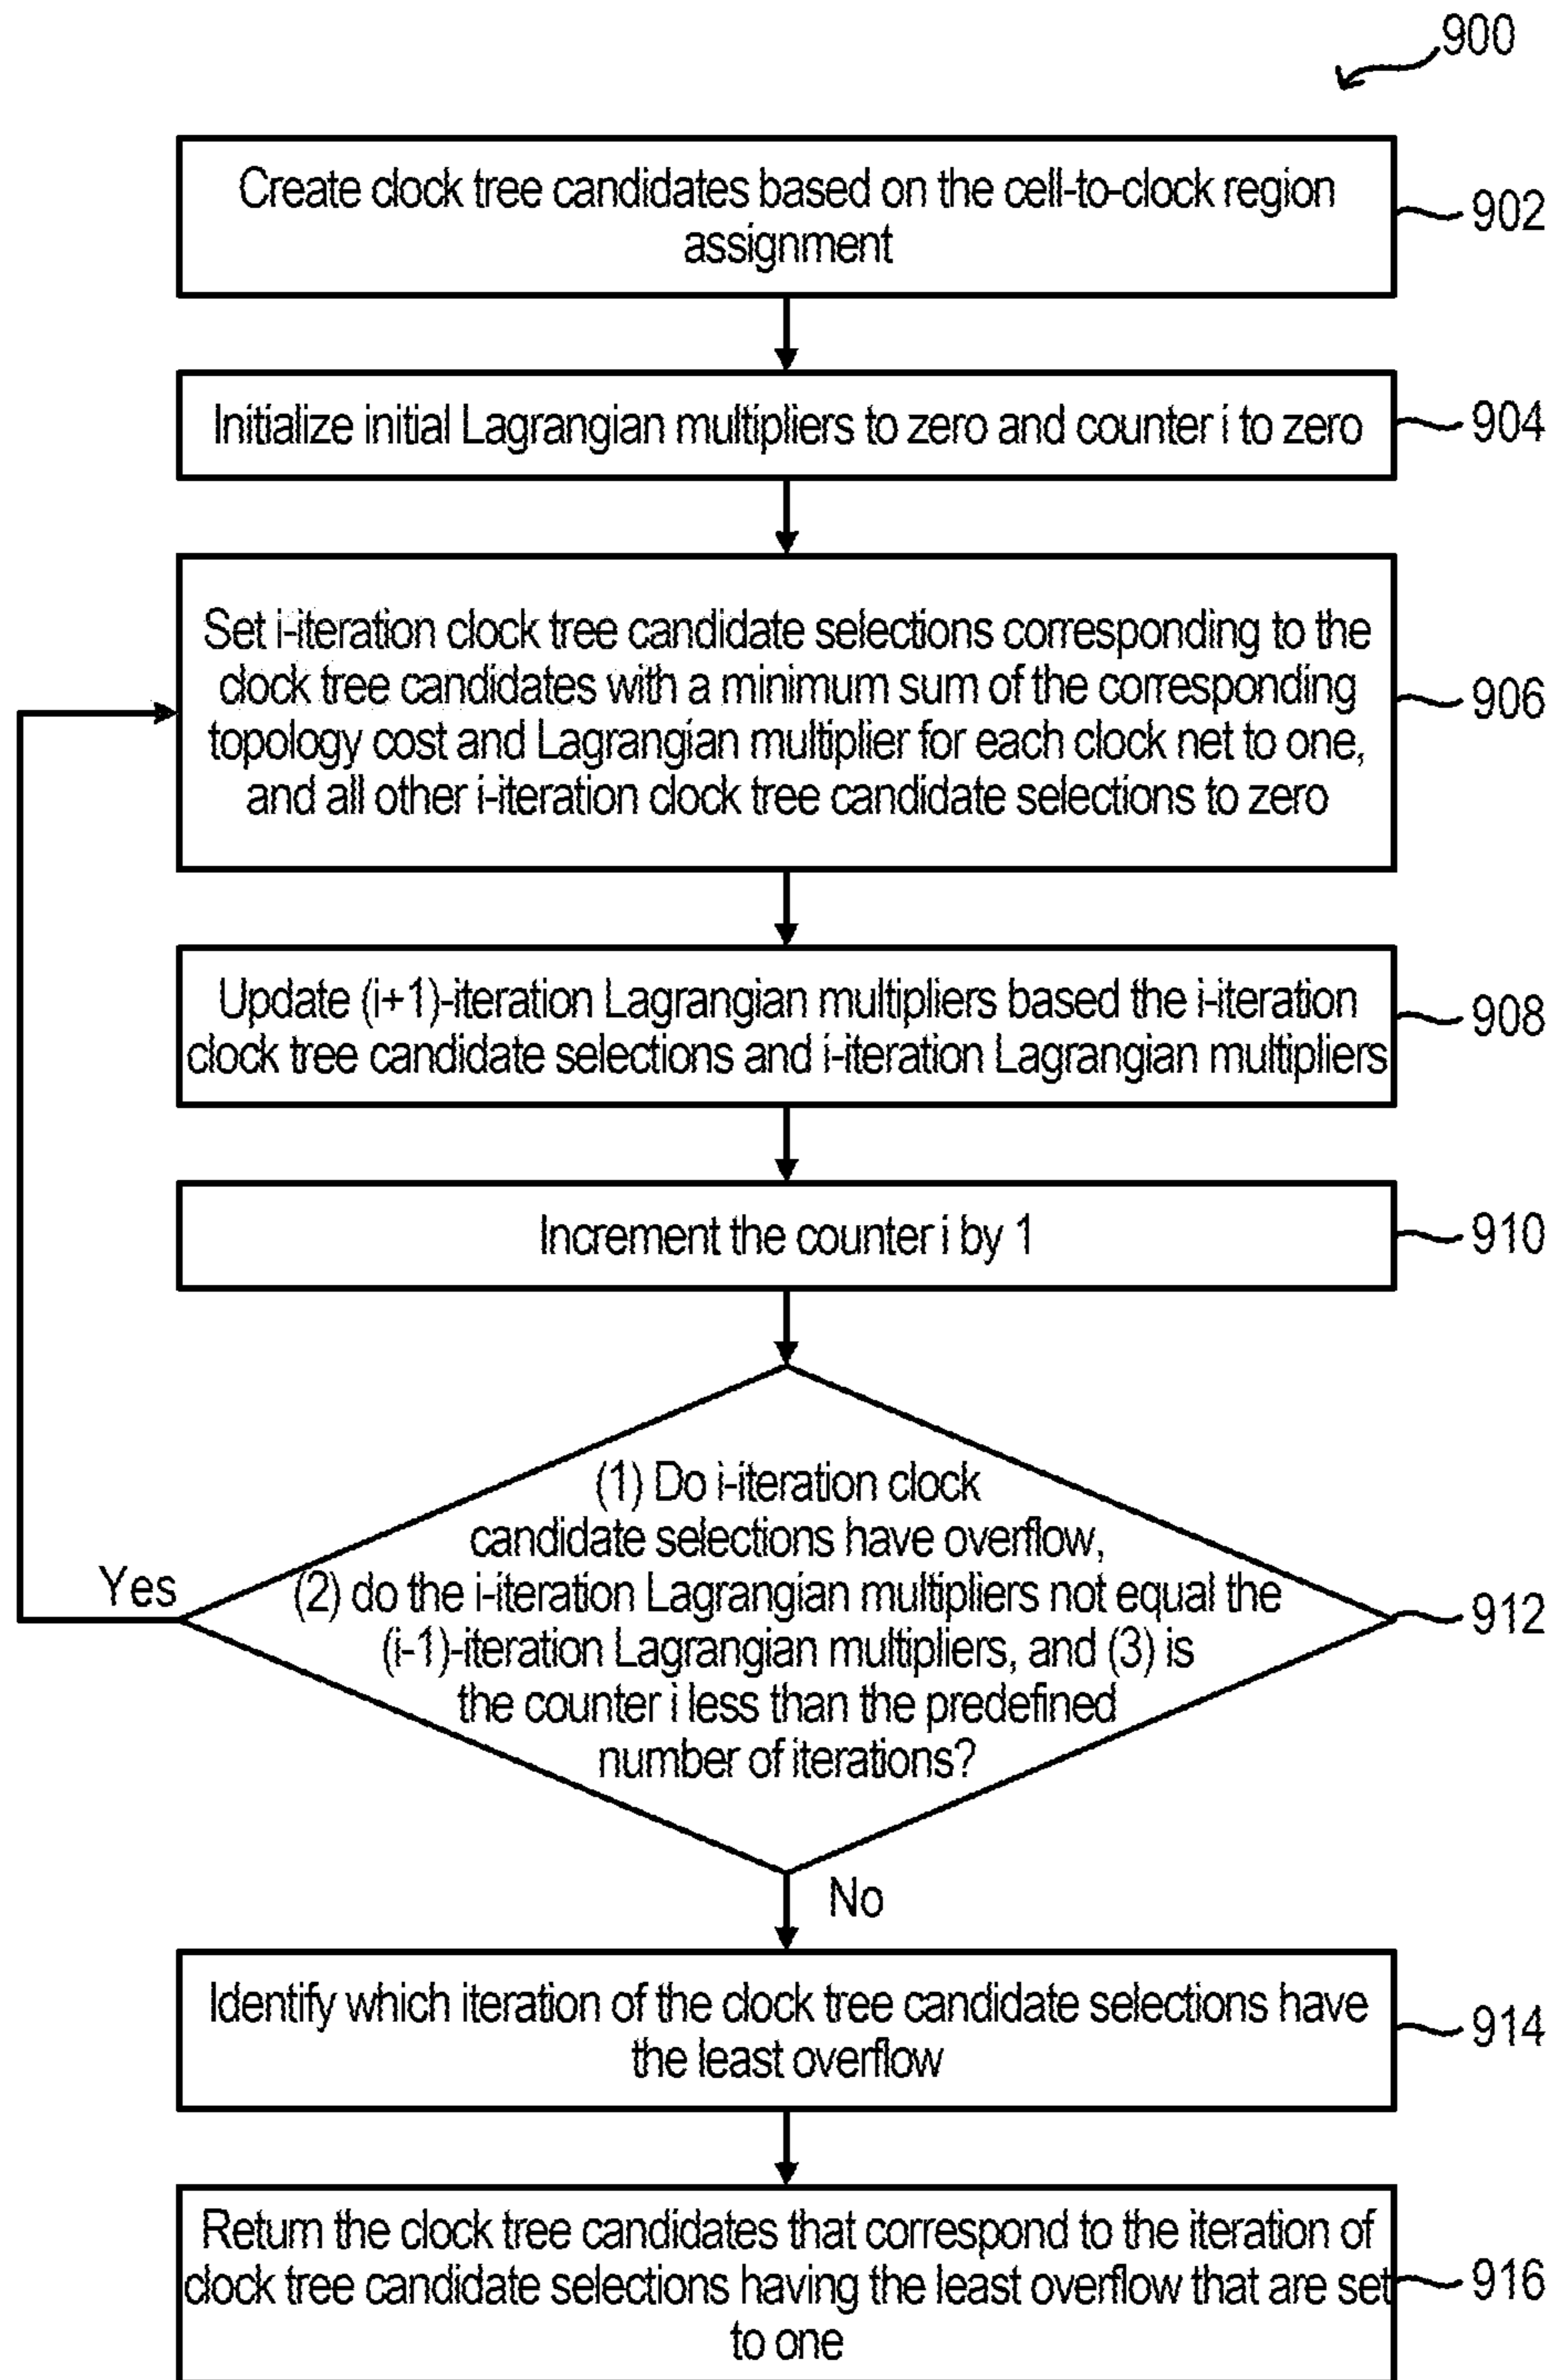 900
Create clock tree candidates based on the cell-to-clock region
assignment
902
Initialize initial Lagrangian multipliers to zero and counter i to zero
904
Set i-iteration clock tree candidate selections corresponding to the
clock tree candidates with a minimum sum of the corresponding
topology cost and Lagrangian multiplier for each clock net to one,
and all other i-iteration clock tree candidate selections to zero
906
Update (i+1)-iteration Lagrangian multipliers based the i-iteration
clock tree candidate selections and i-iteration Lagrangian multipliers
908
Increment the counter i by 1
910
(1) Do i-iteration clock
candidate selections have overflow,
(2) do the i-iteration Lagrangian multipliers not equal the
(i-1)-iteration Lagrangian multipliers, and (3) is
the counter i less than the predefined
number of iterations?
Yes
912
No
Identify which iteration of the clock tree candidate selections have
the least overflow
914
Return the clock tree candidates that correspond to the iteration of
clock tree candidate selections having the least overflow that are set
to one
916